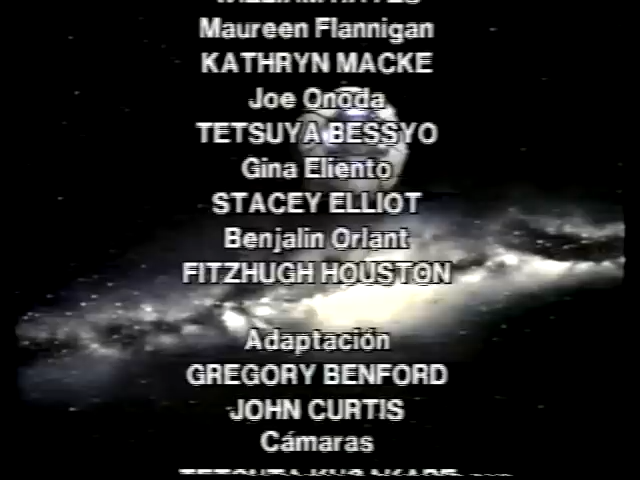 Maureen Flannigan
KATHRYN MACKE
Joe Onoda
TETSUYA BESSYO
Gina Eliento
STACEY ELLIOT
Benjalin Orlant
FITZHUGH HOUSTON
Adaptación
GREGORY BENFORD
JOHN CURTIS
Cámaras